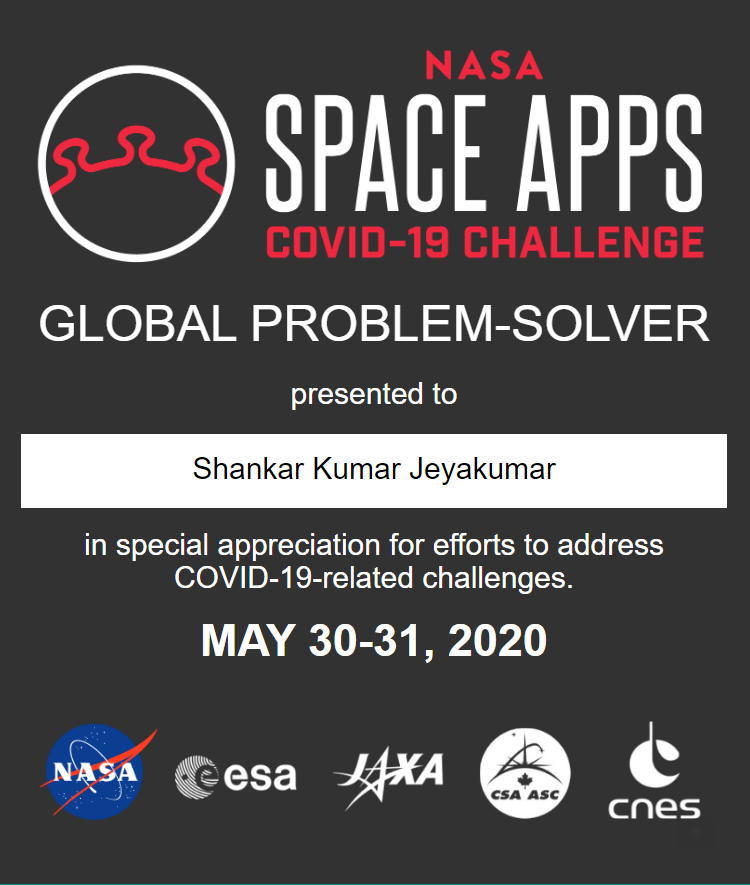 NASA
SPACE APPS
COVID-19 CHALLENGE
GLOBAL PROBLEM-SOLVER
presented to
Shankar Kumar Jeyakumar
in special appreciation for efforts to address
COVID-19-related challenges.
MAY 30-31, 2020
NASA esa JAXA CSA ASC cnes